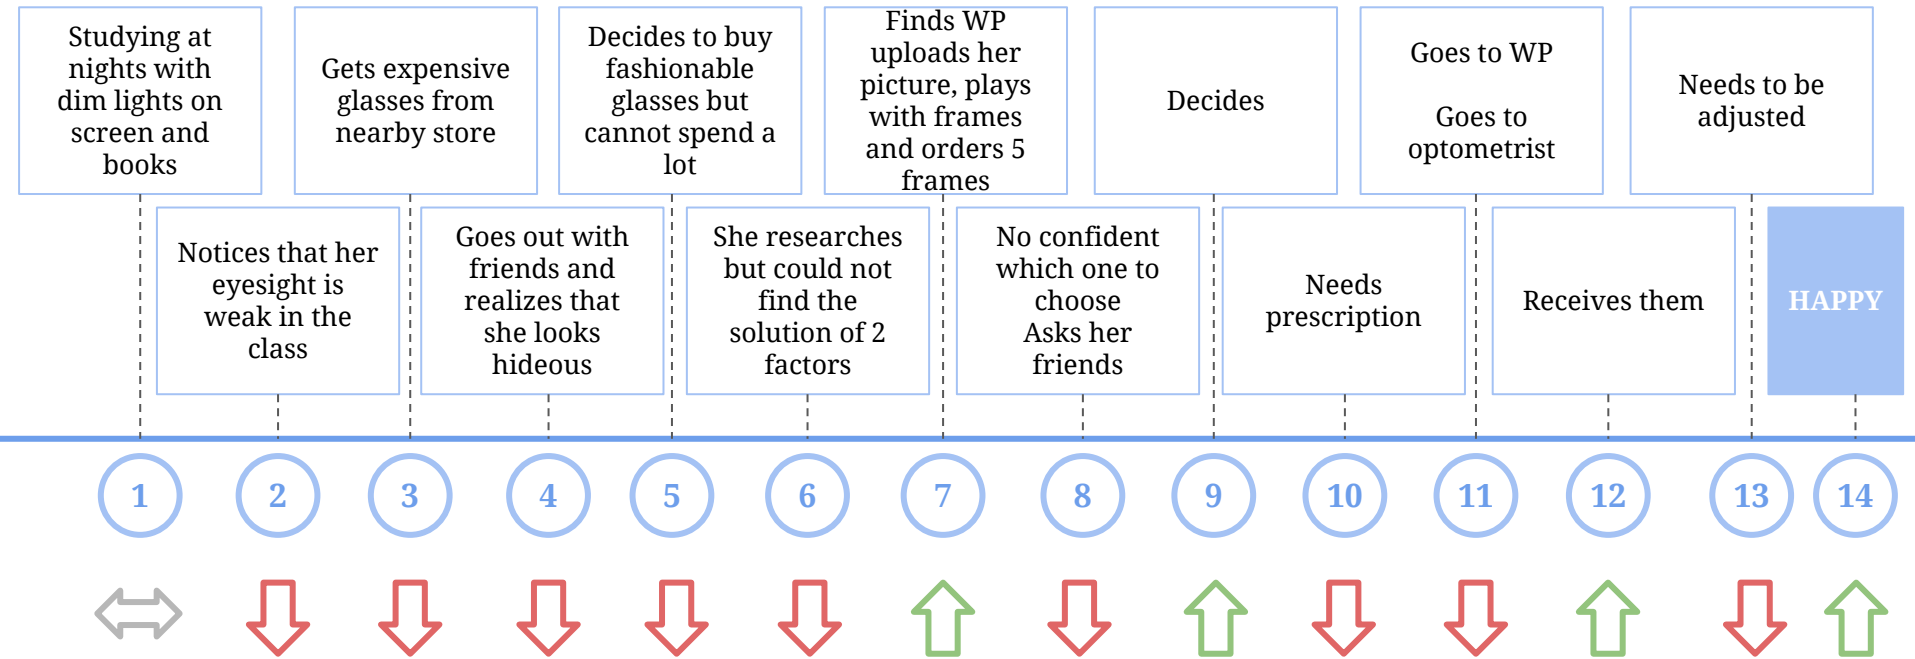 Studying at
nights with
dim lights on
screen and
books
Notices that her
eyesight is
weak in the
class
Gets expensive
glasses from
nearby store
Goes out with
friends and
realizes that
she looks
hideous
Decides to buy
fashionable
glasses but
cannot spend a
lot
She researches
but could not
find the
solution of 2
factors
Finds WP
uploads her
picture, plays
with frames
and orders 5
frames
No confident
which one to
choose
Asks her
friends
Decides
Needs
prescription
Goes to WP
Goes to
optometrist
Receives them
Needs to be
adjusted
HAPPY
1
2
3
4
5
6
7
8
9
10
11
12
13
14